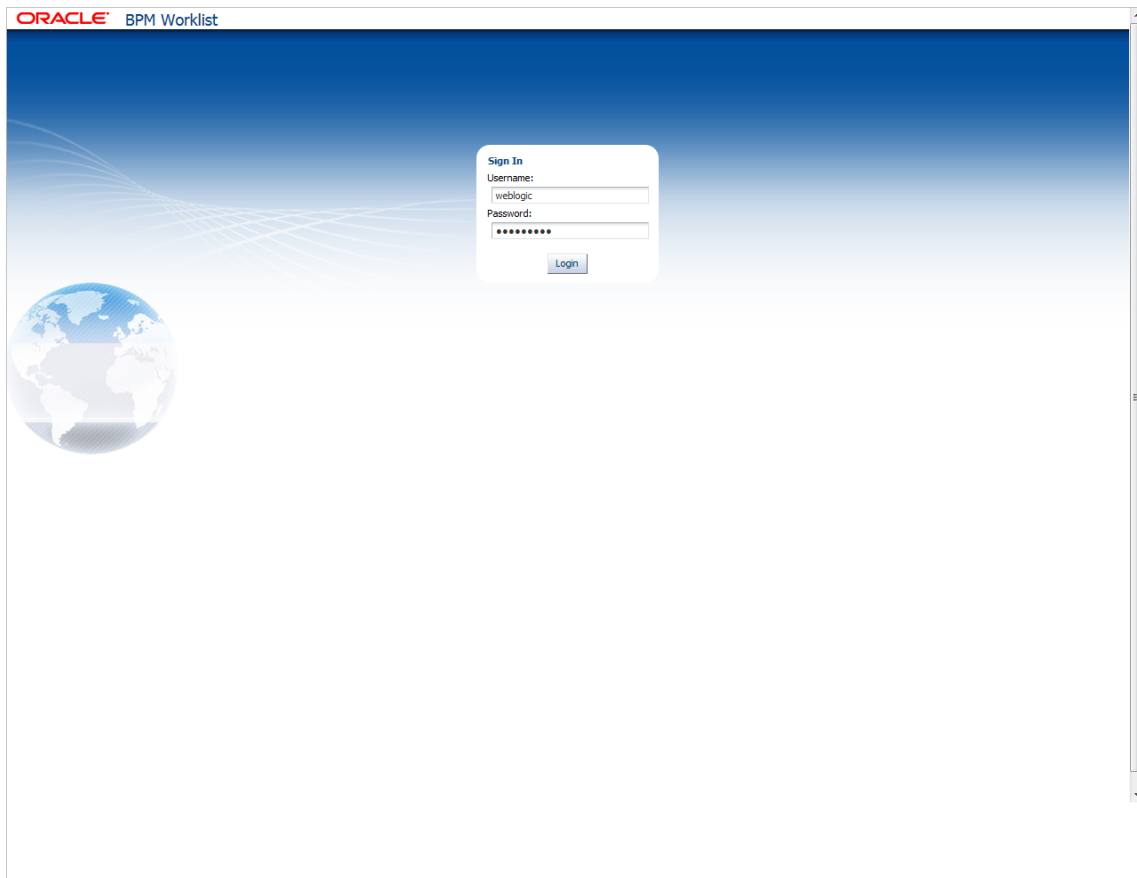 ORACLE BPM Worklist
Sign In
Username:
weblogic
Password:
•••••••••
Login